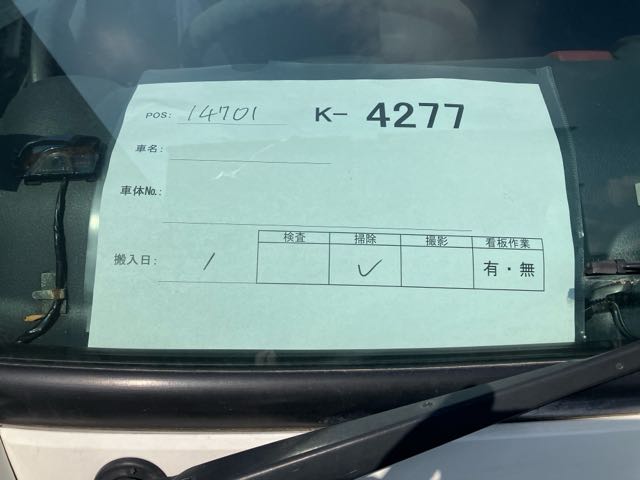 POS: 14701 K- 4277
車名:
車体No.:
検査 掃除 撮影 看板作業
搬入日: / ✓ 有・無